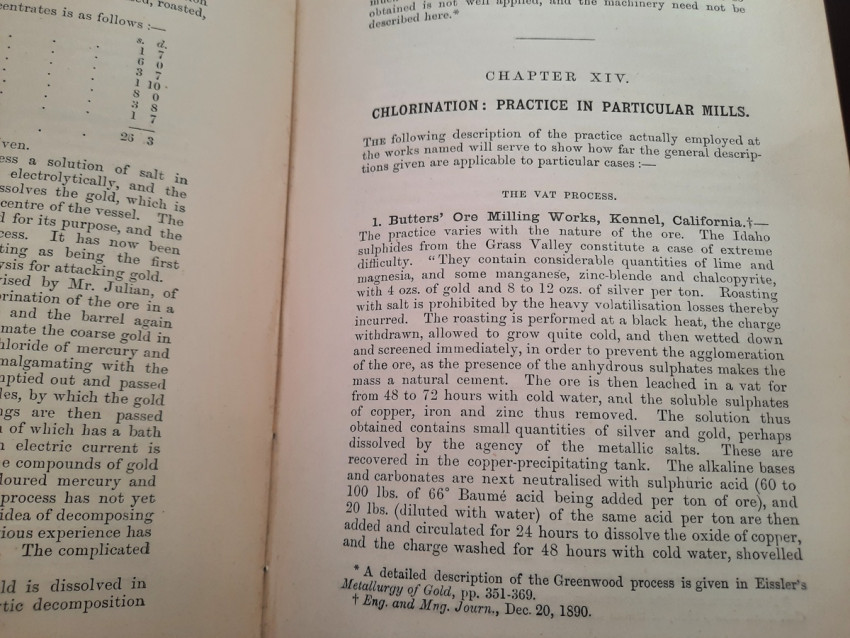 roasted,
centrates is as follows :—
s. d.
1 7
6 0
3 7
1 10
8 0
3 8
1 7
26 3
ess a solution of salt in
electrolytically, and the
ssolves the gold, which is
centre of the vessel. The
d for its purpose, and the
cess. It has now been
ting as being the first
ysis for attacking gold.
rised by Mr. Julian, of
rination of the ore in a
and the barrel again
mate the coarse gold in
hloride of mercury and
malgamating with the
mptied out and passed
les, by which the gold
ngs are then passed
of which has a bath
electric current is
e compounds of gold
loured mercury and
process has not yet
idea of decomposing
ious experience has
The complicated
ld is dissolved in
tic decomposition
obtained is not well applied, and the machinery need not be
described here.*
CHAPTER XIV.
CHLORINATION: PRACTICE IN PARTICULAR MILLS.
THE following description of the practice actually employed at
the works named will serve to show how far the general descrip-
tions given are applicable to particular cases :—
THE VAT PROCESS.
1. Butters' Ore Milling Works, Kennel, California.†—
The practice varies with the nature of the ore. The Idaho
sulphides from the Grass Valley constitute a case of extreme
difficulty. "They contain considerable quantities of lime and
magnesia, and some manganese, zinc-blende and chalcopyrite,
with 4 ozs. of gold and 8 to 12 ozs. of silver per ton. Roasting
with salt is prohibited by the heavy volatilisation losses thereby
incurred. The roasting is performed at a black heat, the charge
withdrawn, allowed to grow quite cold, and then wetted down
and screened immediately, in order to prevent the agglomeration
of the ore, as the presence of the anhydrous sulphates makes the
mass a natural cement. The ore is then leached in a vat for
from 48 to 72 hours with cold water, and the soluble sulphates
of copper, iron and zinc thus removed. The solution thus
obtained contains small quantities of silver and gold, perhaps
dissolved by the agency of the metallic salts. These are
recovered in the copper-precipitating tank. The alkaline bases
and carbonates are next neutralised with sulphuric acid (60 to
100 lbs. of 66° Baumé acid being added per ton of ore), and
20 lbs. (diluted with water) of the same acid per ton are then
added and circulated for 24 hours to dissolve the oxide of copper,
and the charge washed for 48 hours with cold water, shovelled
* A detailed description of the Greenwood process is given in Eissler's
Metallurgy of Gold, pp. 351-369.
† Eng. and Mng. Journ., Dec. 20, 1890.